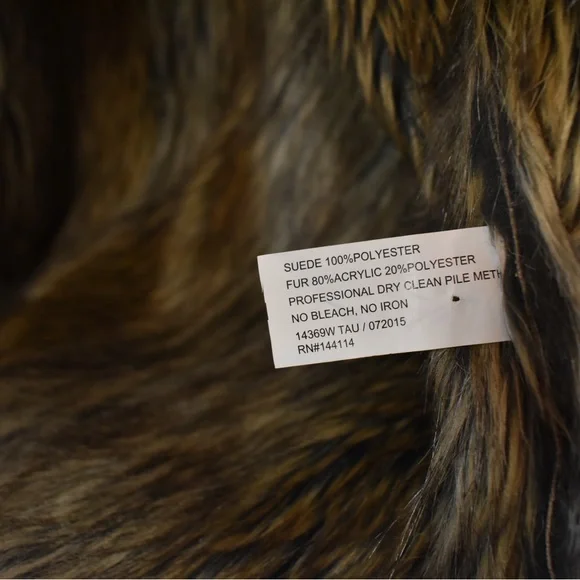 SUEDE 100%POLYESTER
FUR 80%ACRYLIC 20%POLYESTER
PROFESSIONAL DRY CLEAN PILE METH
NO BLEACH, NO IRON
14369W TAU / 072015
RN#144114